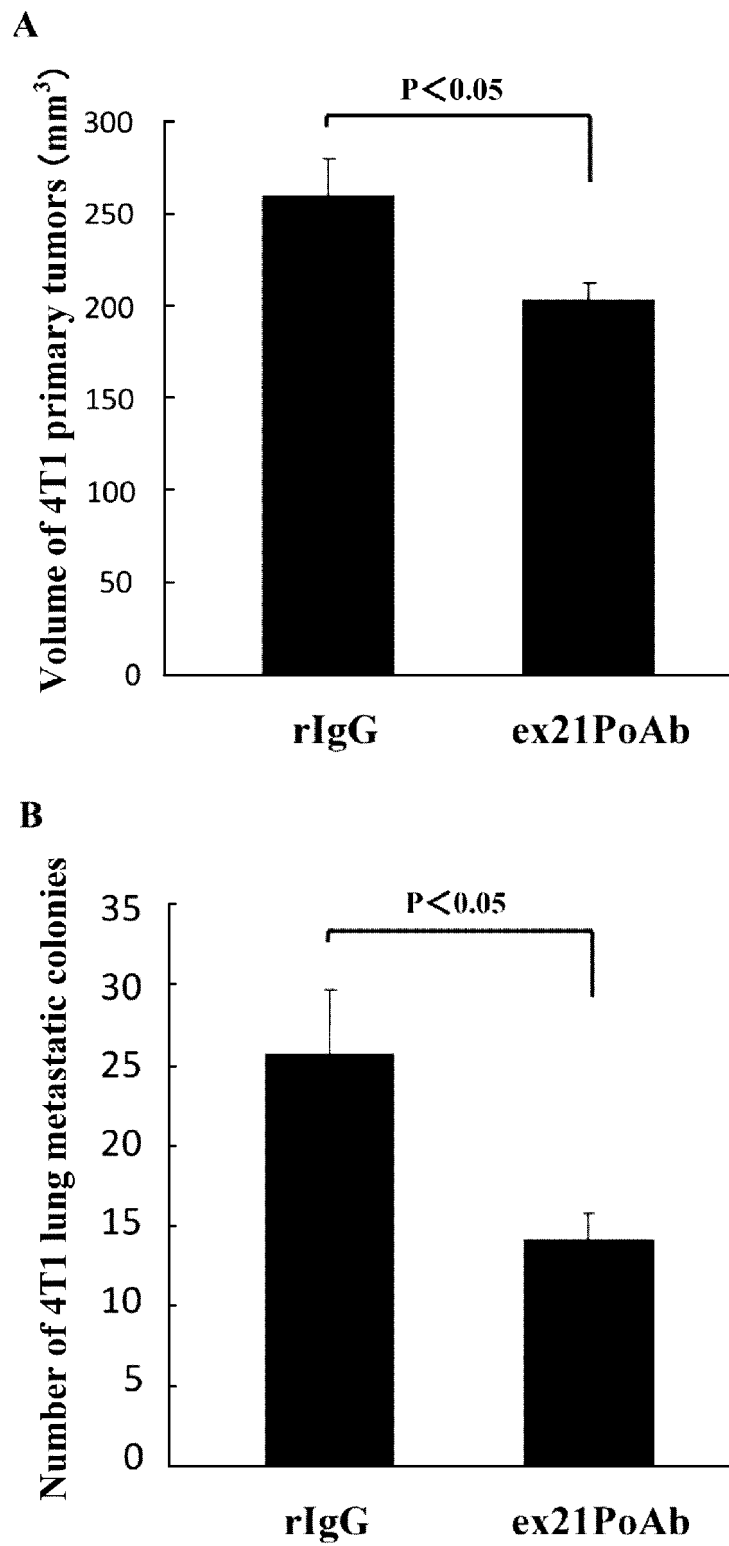 A
P＜0.05
Volume of 4T1 primary tumors (mm³)
300
250
200
150
100
50
0
rIgG
ex21PoAb
B
P＜0.05
Number of 4T1 lung metastatic colonies
35
30
25
20
15
10
5
0
rIgG
ex21PoAb